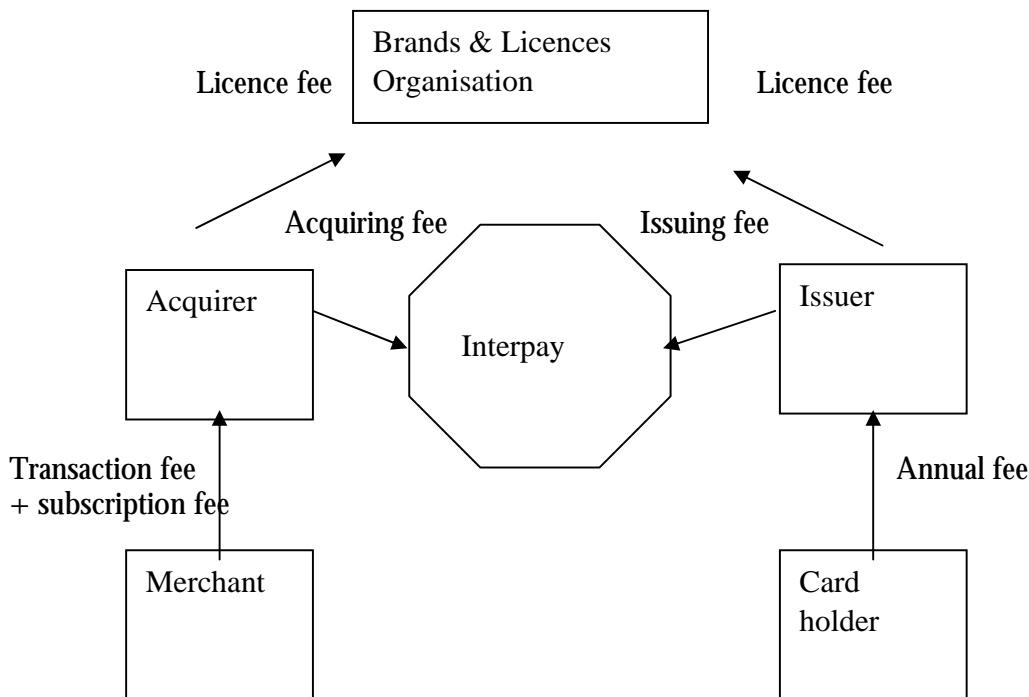 Brands & Licences
Organisation
Licence fee
Licence fee
Acquiring fee
Issuing fee
Acquirer
Interpay
Issuer
Transaction fee
+ subscription fee
Annual fee
Merchant
Card
holder